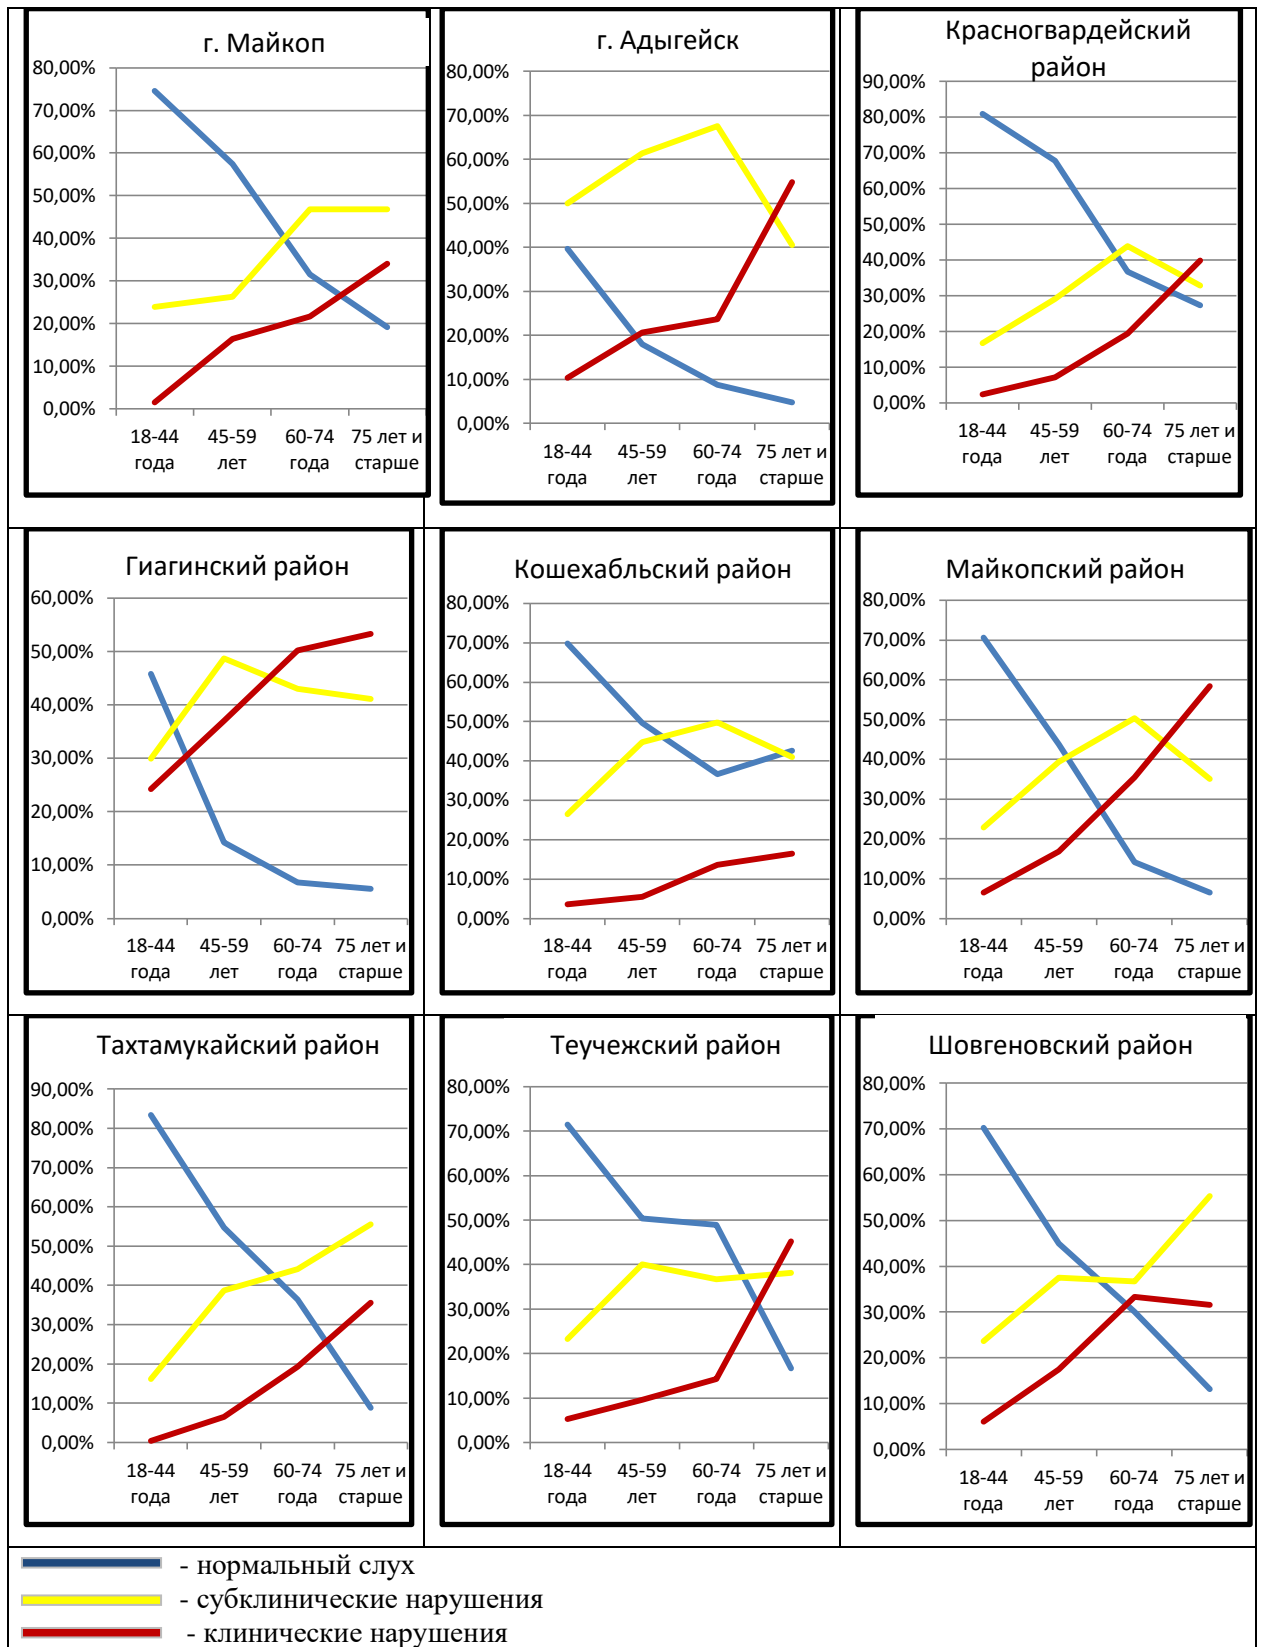 г. Майкоп
80,00%
70,00%
60,00%
50,00%
40,00%
30,00%
20,00%
10,00%
0,00%
18-44 45-59 60-74 75 лет и
года лет года старше
г. Адыгейск
80,00%
70,00%
60,00%
50,00%
40,00%
30,00%
20,00%
10,00%
0,00%
18-44 45-59 60-74 75 лет и
года лет года старше
Красногвардейский
район
90,00%
80,00%
70,00%
60,00%
50,00%
40,00%
30,00%
20,00%
10,00%
0,00%
18-44 45-59 60-74 75 лет и
года лет года старше
Гиагинский район
60,00%
50,00%
40,00%
30,00%
20,00%
10,00%
0,00%
18-44 45-59 60-74 75 лет и
года лет года старше
Кошехабльский район
80,00%
70,00%
60,00%
50,00%
40,00%
30,00%
20,00%
10,00%
0,00%
18-44 45-59 60-74 75 лет и
года лет года старше
Майкопский район
80,00%
70,00%
60,00%
50,00%
40,00%
30,00%
20,00%
10,00%
0,00%
18-44 45-59 60-74 75 лет и
года лет года старше
Тахтамукайский район
90,00%
80,00%
70,00%
60,00%
50,00%
40,00%
30,00%
20,00%
10,00%
0,00%
18-44 45-59 60-74 75 лет и
года лет года старше
Теучежский район
80,00%
70,00%
60,00%
50,00%
40,00%
30,00%
20,00%
10,00%
0,00%
18-44 45-59 60-74 75 лет и
года лет года старше
Шовгеновский район
80,00%
70,00%
60,00%
50,00%
40,00%
30,00%
20,00%
10,00%
0,00%
18-44 45-59 60-74 75 лет и
года лет года старше
- нормальный слух
- субклинические нарушения
- клинические нарушения